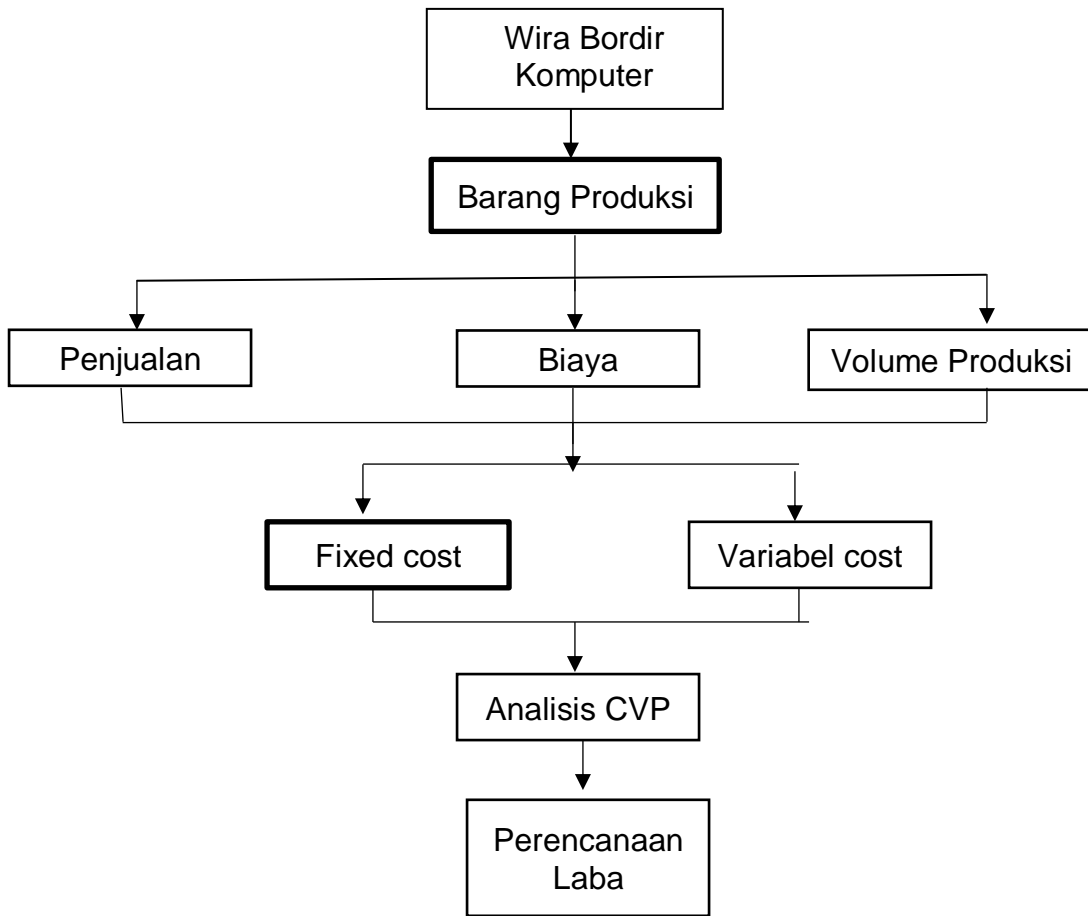 Wira Bordir
Komputer
Barang Produksi
Penjualan
Biaya
Volume Produksi
Fixed cost
Variabel cost
Analisis CVP
Perencanaan
Laba